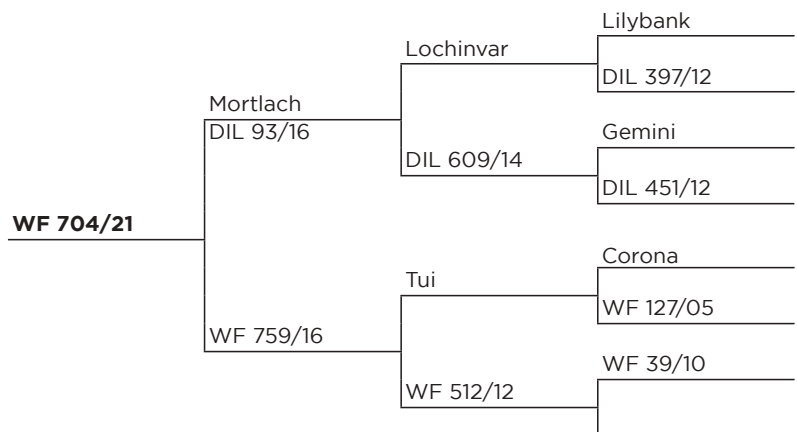 Lilybank
Lochinvar
DIL 397/12
Mortlach
DIL 93/16
Gemini
DIL 609/14
DIL 451/12
WF 704/21
Corona
Tui
WF 127/05
WF 759/16
WF 39/10
WF 512/12